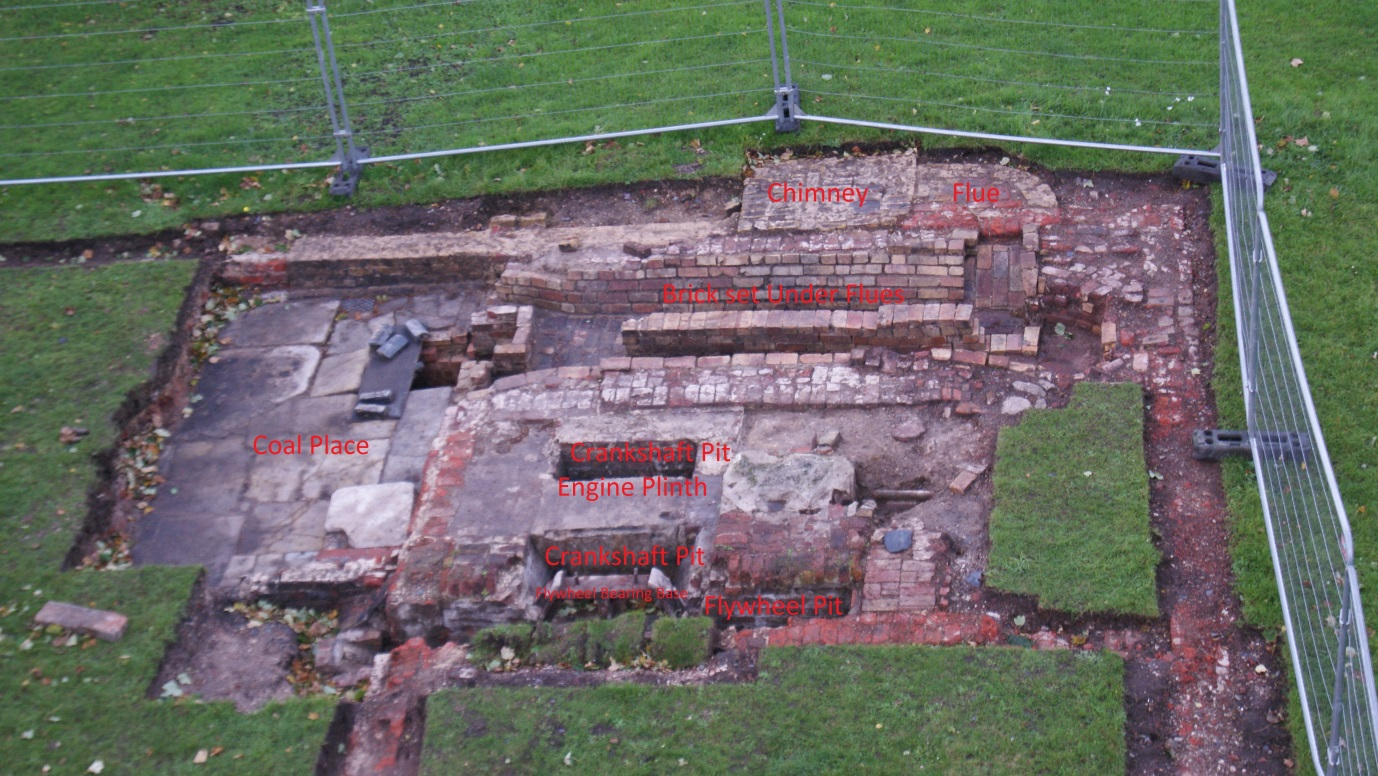 Chimney
Flue
Brick set Under Flues
Coal Place
Crankshaft Pit
Engine Plinth
Crankshaft Pit
Flywheel Bearing Base
Flywheel Pit